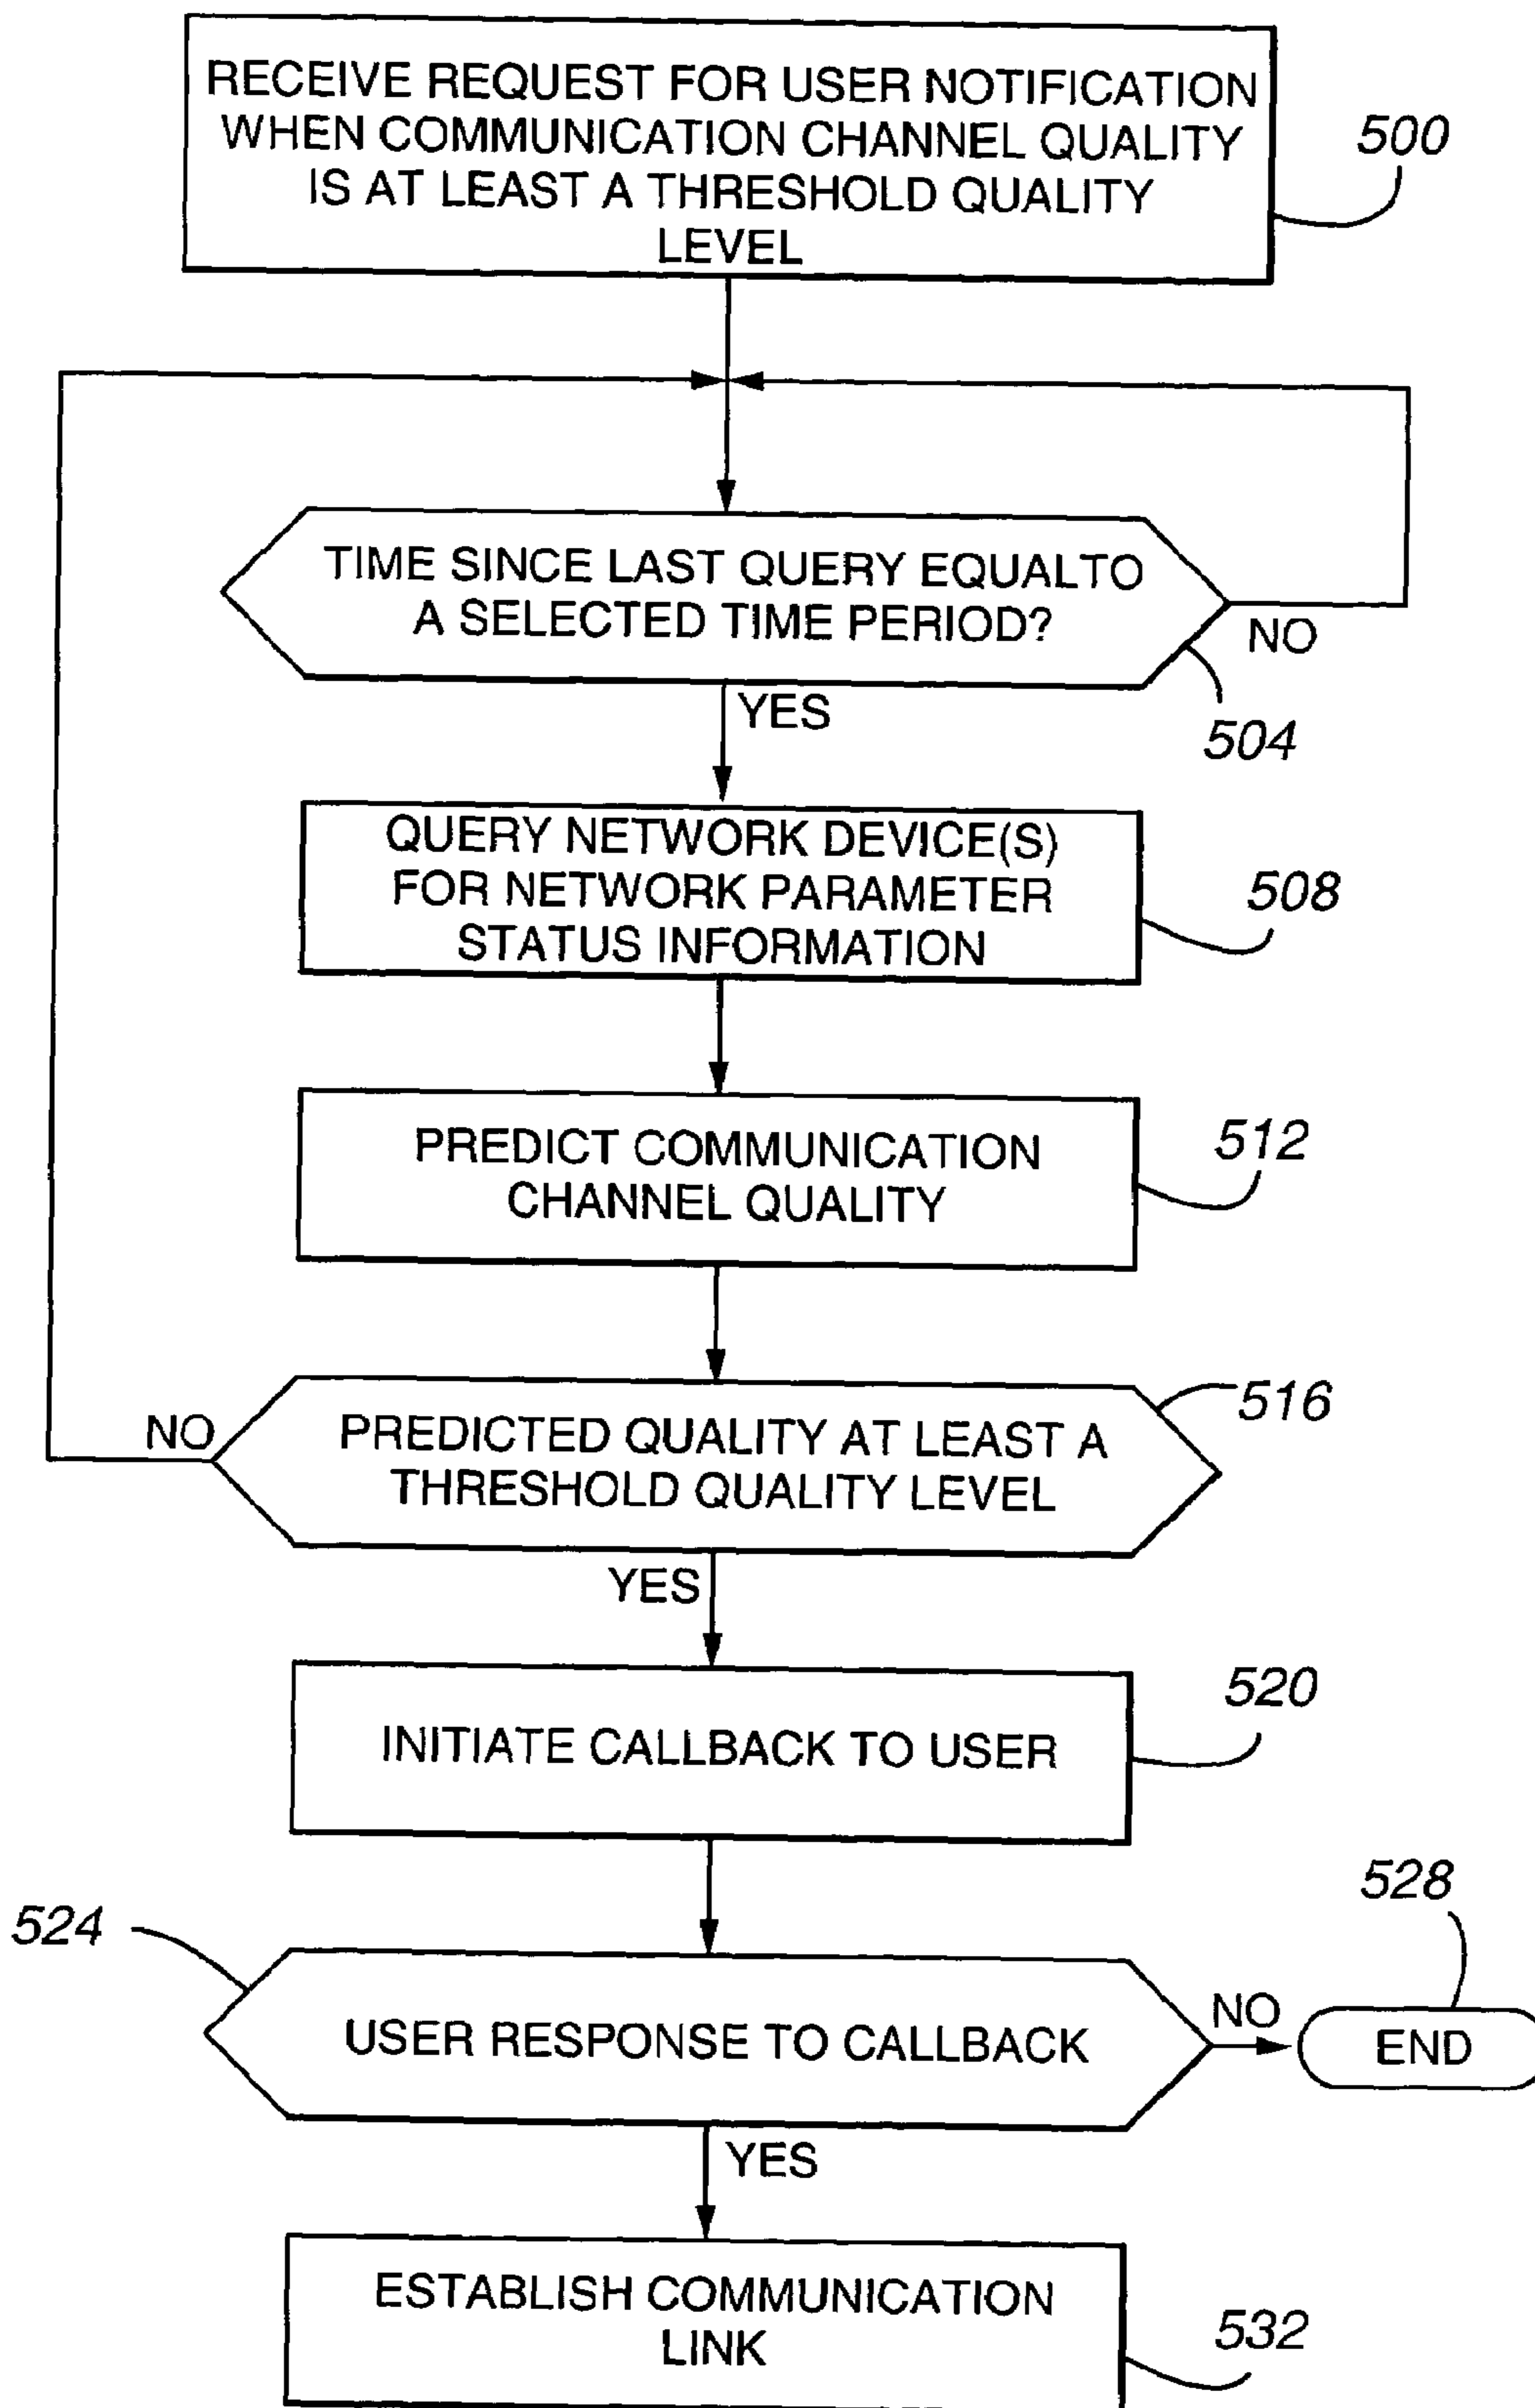 RECEIVE REQUEST FOR USER NOTIFICATION
WHEN COMMUNICATION CHANNEL QUALITY
IS AT LEAST A THRESHOLD QUALITY
LEVEL
500
TIME SINCE LAST QUERY EQUALTO
A SELECTED TIME PERIOD?
NO
504
YES
QUERY NETWORK DEVICE(S)
FOR NETWORK PARAMETER
STATUS INFORMATION
508
PREDICT COMMUNICATION
CHANNEL QUALITY
512
516
NO
PREDICTED QUALITY AT LEAST A
THRESHOLD QUALITY LEVEL
YES
INITIATE CALLBACK TO USER
520
524
528
USER RESPONSE TO CALLBACK
NO
END
YES
ESTABLISH COMMUNICATION
LINK
532